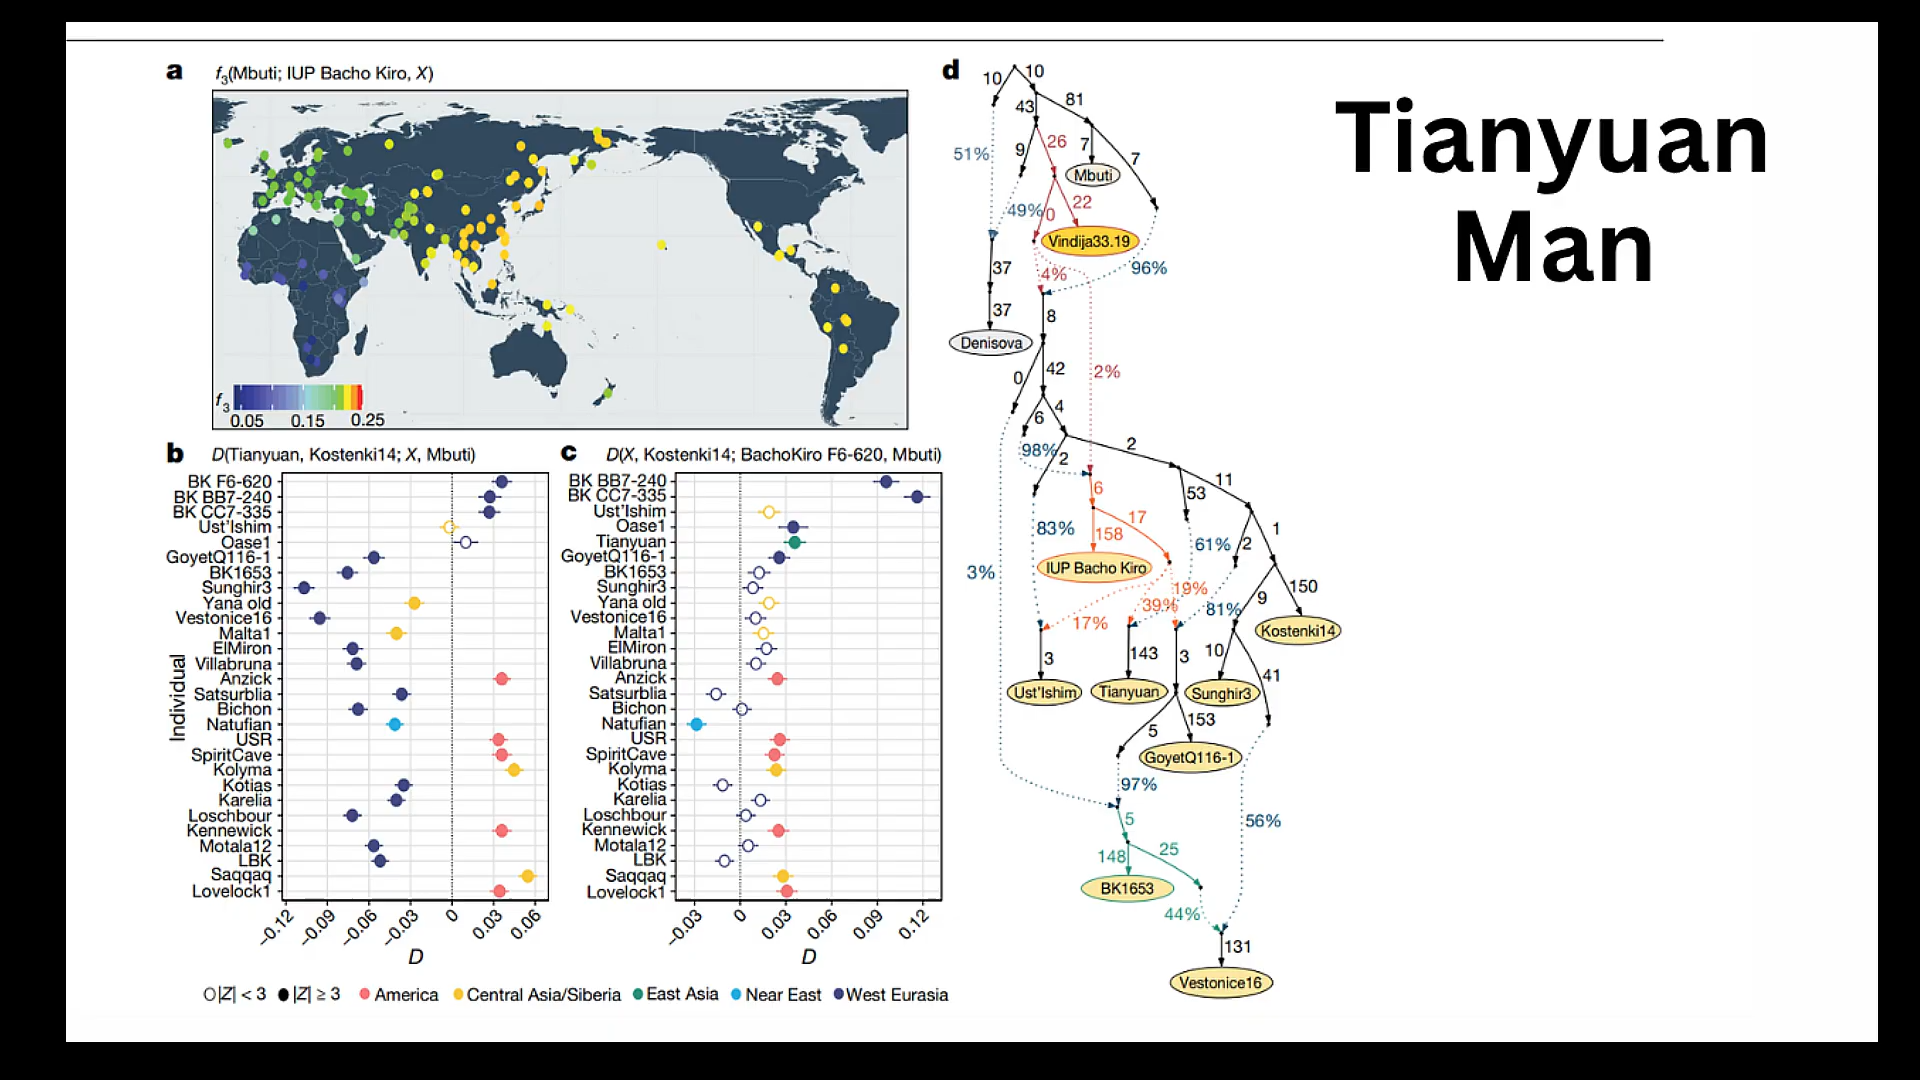 a
f3(Mbuti; IUP Bacho Kiro, X)
f3
0.05
0.15
0.25
b
D(Tianyuan, Kostenki14; X, Mbuti)
Individual
BK F6-620
BK BB7-240
BK CC7-335
Ust'Ishim
Oase1
GoyetQ116-1
BK1653
Sunghir3
Yana old
Vestonice16
Malta1
ElMiron
Villabruna
Anzick
Satsurblia
Bichon
Natufian
USR
SpiritCave
Kolyma
Kotias
Karelia
Loschbour
Kennewick
Motala12
LBK
Saqqaq
Lovelock1
−0.12
−0.09
−0.06
−0.03
0
0.03
0.06
D
c
D(X, Kostenki14; BachoKiro F6-620, Mbuti)
BK BB7-240
BK CC7-335
Ust'Ishim
Oase1
Tianyuan
GoyetQ116-1
BK1653
Sunghir3
Yana old
Vestonice16
Malta1
ElMiron
Villabruna
Anzick
Satsurblia
Bichon
Natufian
USR
SpiritCave
Kolyma
Kotias
Karelia
Loschbour
Kennewick
Motala12
LBK
Saqqaq
Lovelock1
−0.03
0
0.03
0.06
0.09
0.12
D
|Z| < 3
|Z| ≥ 3
America
Central Asia/Siberia
East Asia
Near East
West Eurasia
d
10
10
43
81
51%
9
26
7
7
Mbuti
49%
0
22
Vindija33.19
37
4%
96%
37
8
Denisova
0
42
2%
6
4
98%
2
2
6
53
11
83%
158
17
61%
2
1
3%
IUP Bacho Kiro
19%
39%
81%
9
150
17%
Kostenki14
3
143
3
10
41
Ust'Ishim
Tianyuan
Sunghir3
5
153
GoyetQ116-1
97%
5
56%
148
25
BK1653
44%
131
Vestonice16
Tianyuan
Man